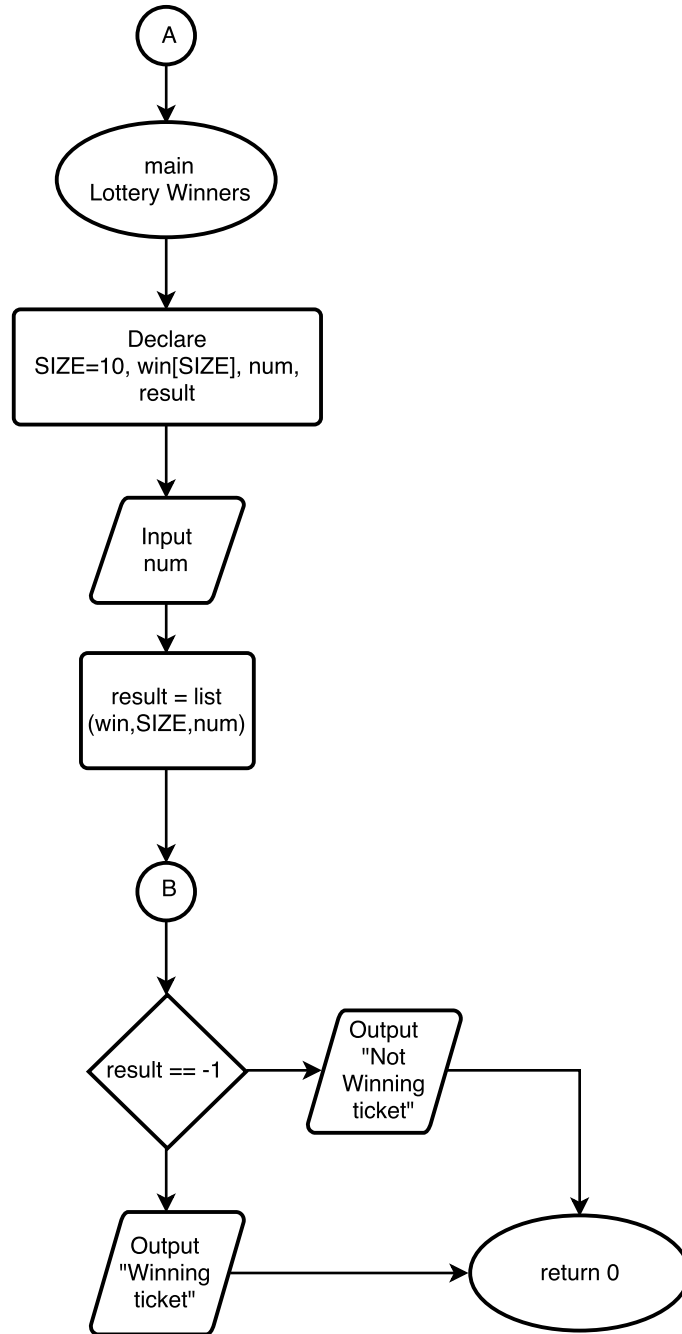 A
main
Lottery Winners
Declare
SIZE=10, win[SIZE], num,
result
Input
num
result = list
(win,SIZE,num)
B
result == -1
Output
"Not
Winning
ticket"
Output
"Winning
ticket"
return 0